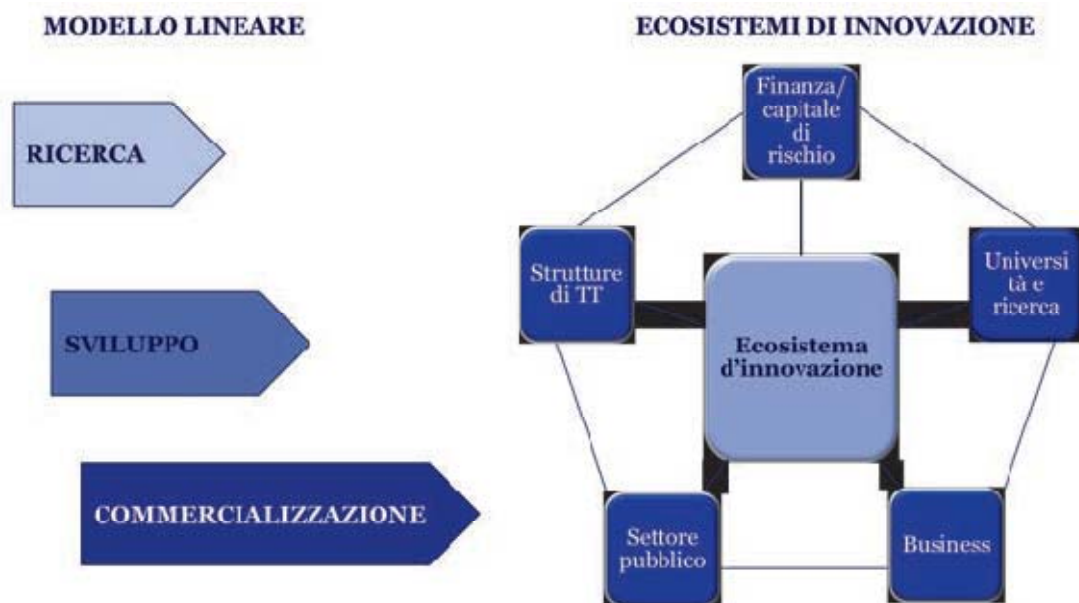 MODELLO LINEARE
RICERCA
SVILUPPO
COMMERCIALIZZAZIONE
ECOSISTEMI DI INNOVAZIONE
Finanza/
capitale
di
rischio
Strutture
di TT
Universi
tà e
ricerca
Ecosistema
d’innovazione
Settore
pubblico
Business